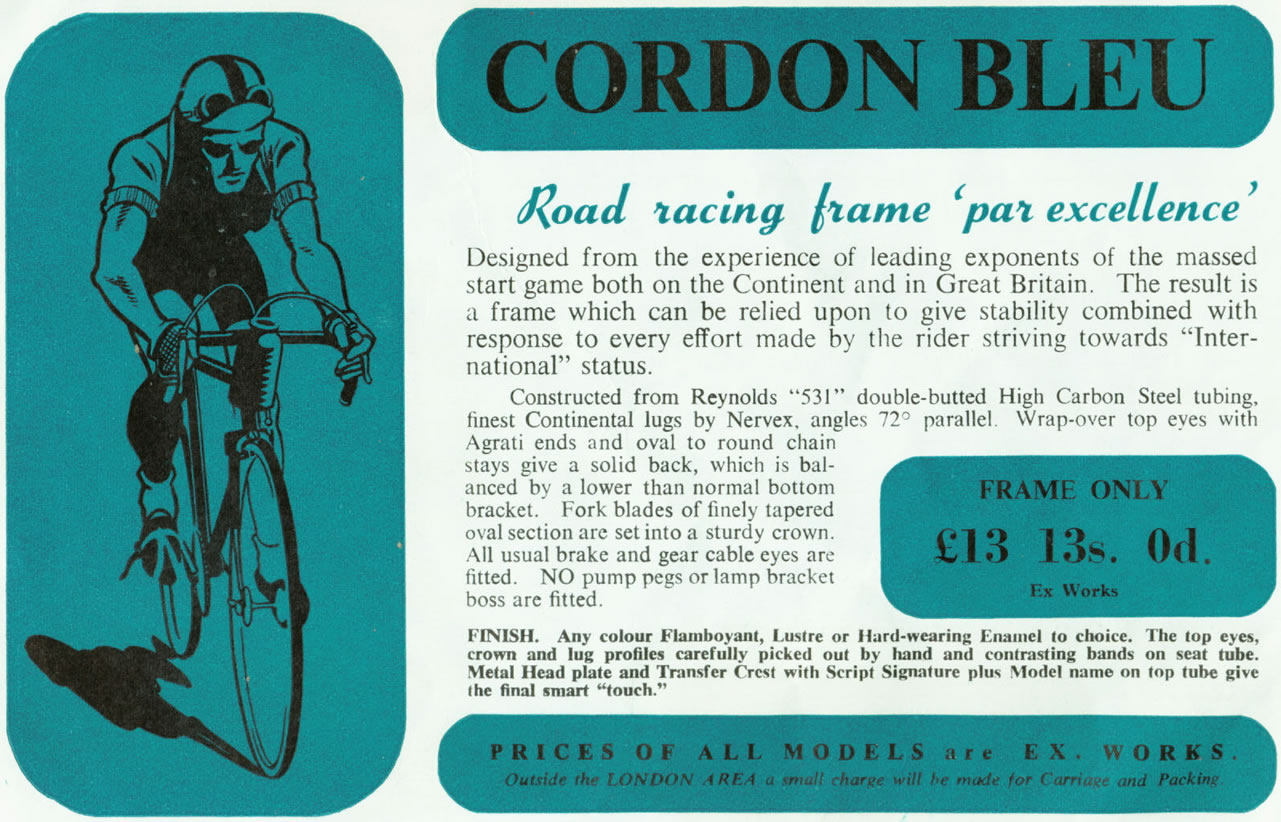 CORDON BLEU
Road racing frame ‘par excellence’
Designed from the experience of leading exponents of the massed
start game both on the Continent and in Great Britain. The result is
a frame which can be relied upon to give stability combined with
response to every effort made by the rider striving towards “Inter-
national” status.
Constructed from Reynolds “531” double-butted High Carbon Steel tubing,
finest Continental lugs by Nervex, angles 72° parallel. Wrap-over top eyes with
Agrati ends and oval to round chain
stays give a solid back, which is bal-
anced by a lower than normal bottom
bracket. Fork blades of finely tapered
oval section are set into a sturdy crown.
All usual brake and gear cable eyes are
fitted. NO pump pegs or lamp bracket
boss are fitted.
FRAME ONLY
£13 13s. 0d.
Ex Works
FINISH. Any colour Flamboyant, Lustre or Hard-wearing Enamel to choice. The top eyes,
crown and lug profiles carefully picked out by hand and contrasting bands on seat tube.
Metal Head plate and Transfer Crest with Script Signature plus Model name on top tube give
the final smart “touch.”
PRICES OF ALL MODELS are EX. WORKS.
Outside the LONDON AREA a small charge will be made for Carriage and Packing.